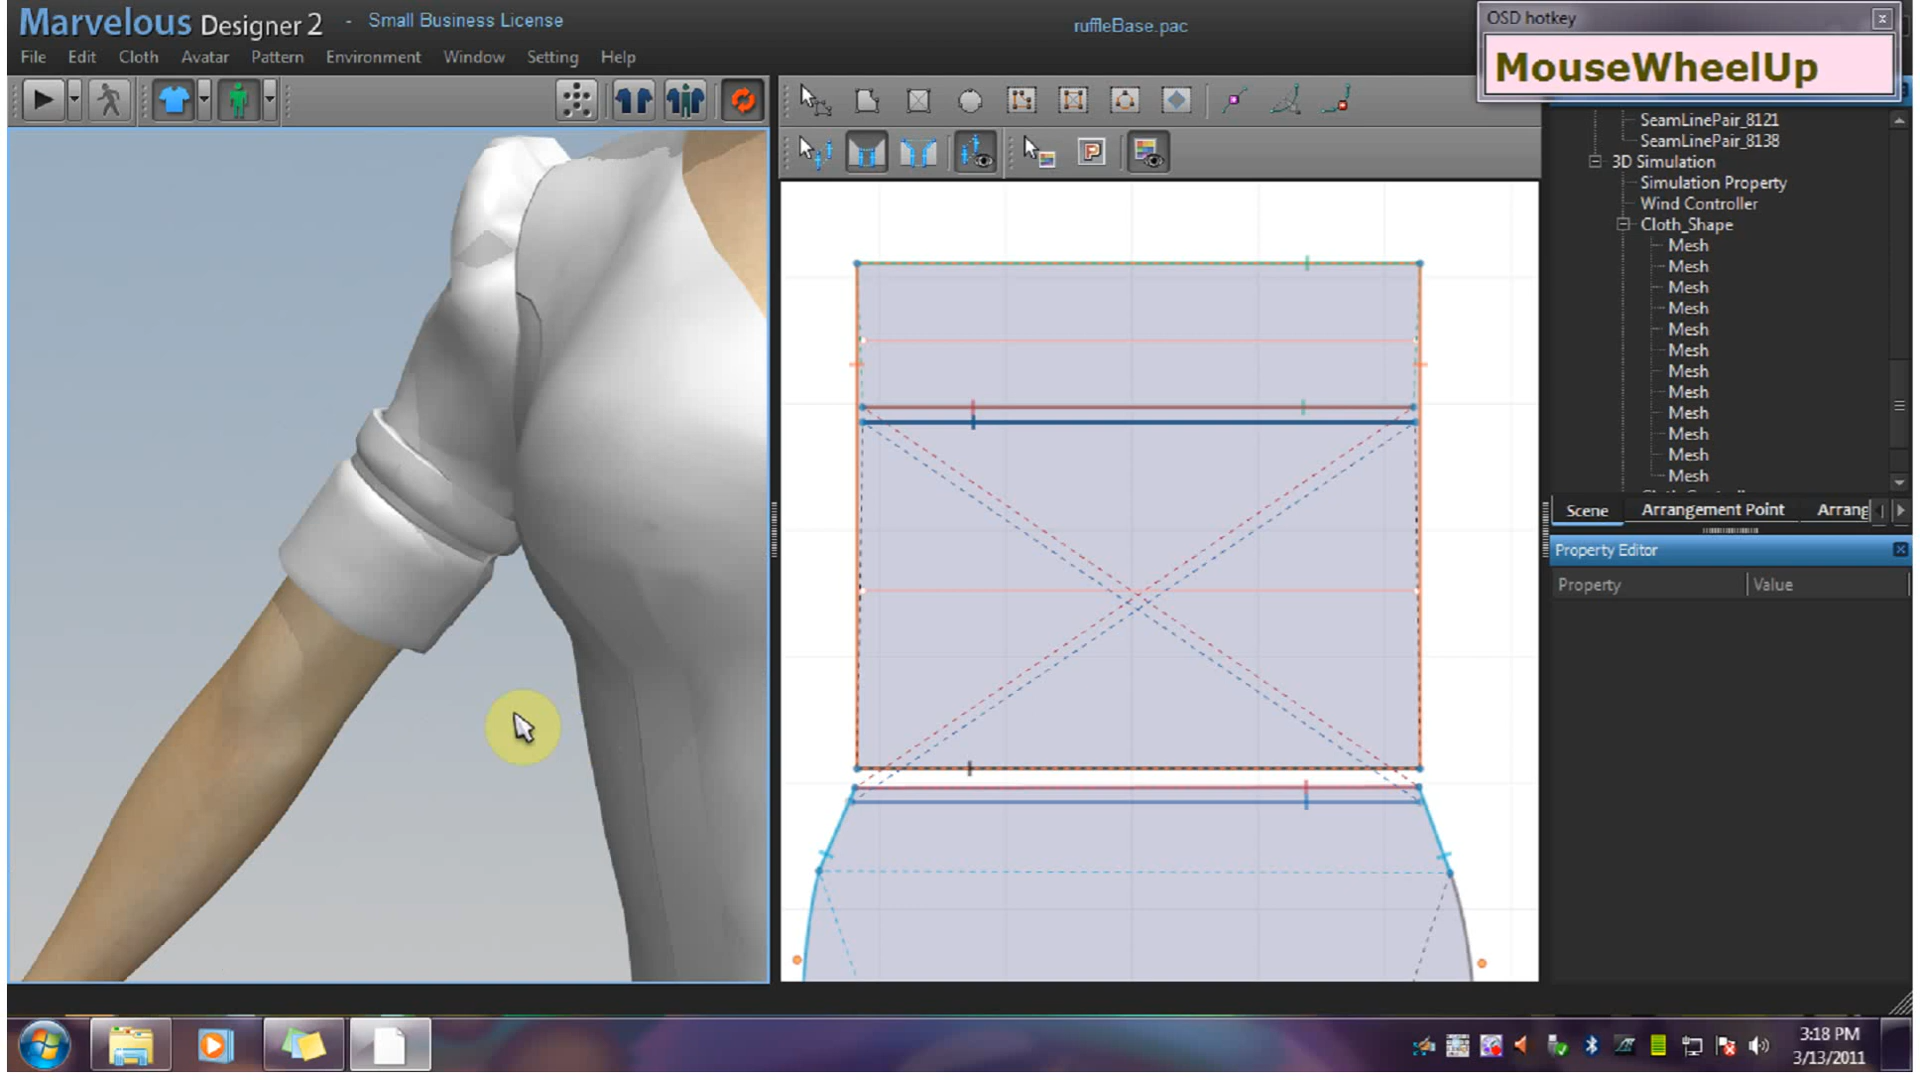 Marvelous Designer 2 - Small Business License
ruffleBase.pac
OSD hotkey
MouseWheelUp
File Edit Cloth Avatar Pattern Environment Window Setting Help
P
SeamLinePair_8121
SeamLinePair_8138
3D Simulation
Simulation Property
Wind Controller
Cloth_Shape
Mesh
Mesh
Mesh
Mesh
Mesh
Mesh
Mesh
Mesh
Mesh
Mesh
Mesh
Mesh
Scene Arrangement Point Arrang
Property Editor
Property Value
3:18 PM
3/13/2011